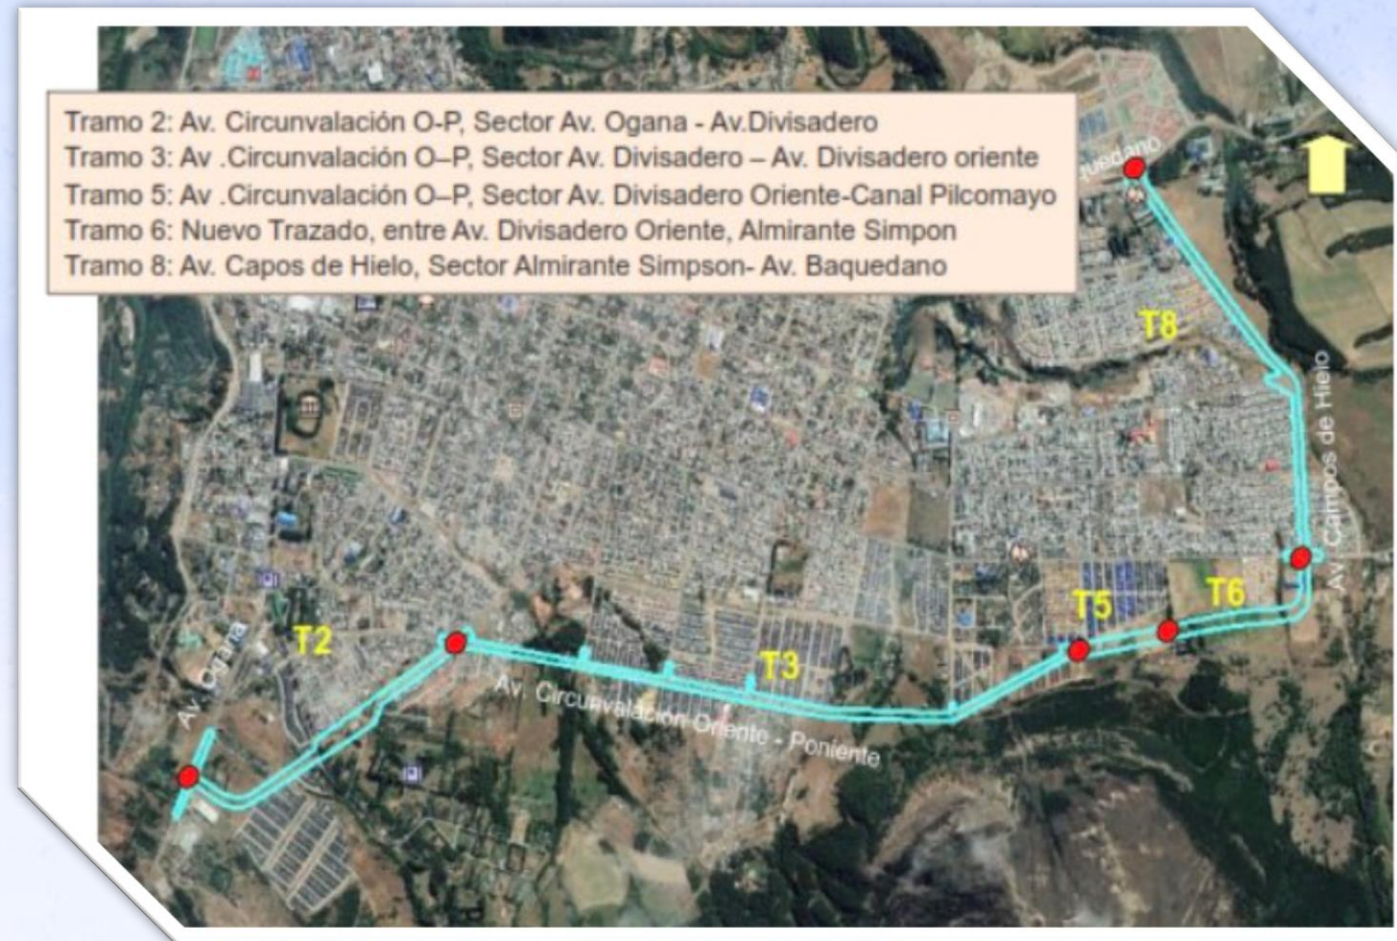 Tramo 2: Av. Circunvalación O-P, Sector Av. Ogana - Av.Divisadero
Tramo 3: Av .Circunvalación O–P, Sector Av. Divisadero – Av. Divisadero oriente
Tramo 5: Av .Circunvalación O–P, Sector Av. Divisadero Oriente-Canal Pilcomayo
Tramo 6: Nuevo Trazado, entre Av. Divisadero Oriente, Almirante Simpon
Tramo 8: Av. Capos de Hielo, Sector Almirante Simpson- Av. Baquedano
T8
Av. Campos de Hielo
T6
T5
T2
T3
Av. Ogana
Av. Circunvalación Oriente - Poniente